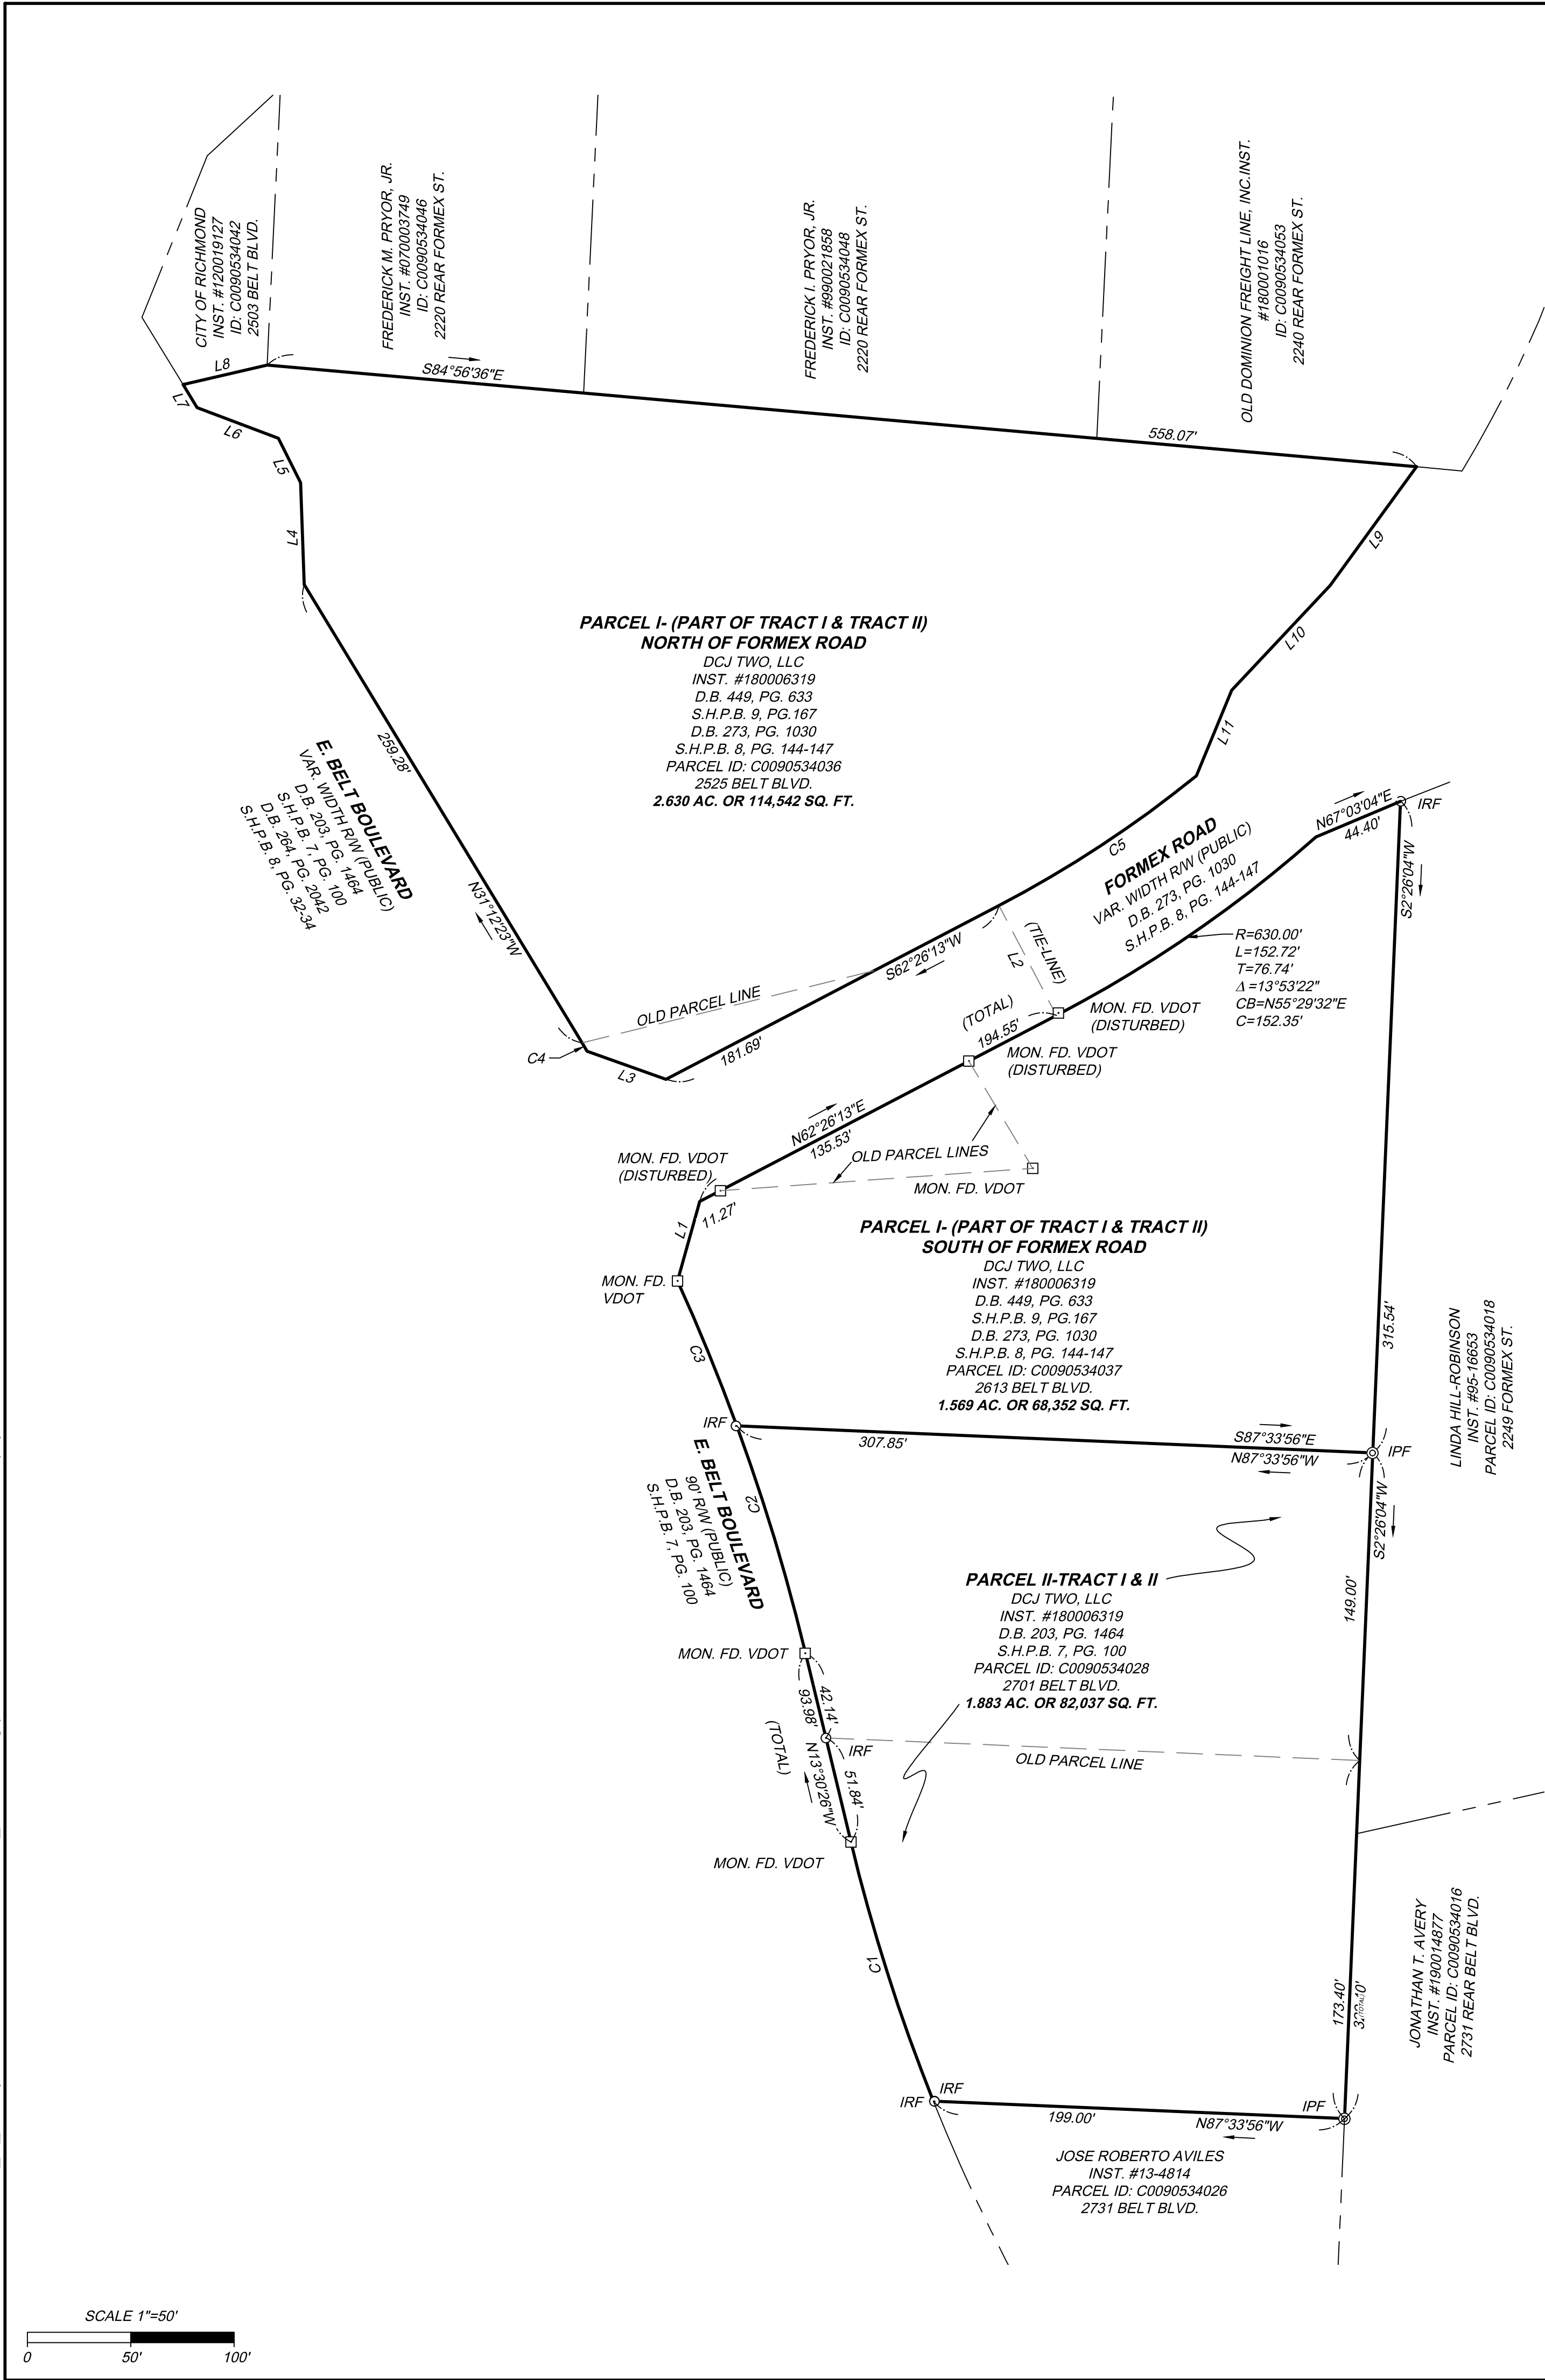 CITY OF RICHMOND
INST. #120019127
ID: C0090534042
2503 BELT BLVD.
FREDERICK M. PRYOR, JR.
INST. #070003749
ID: C0090534046
2220 REAR FORMEX ST.
FREDERICK I. PRYOR, JR.
INST. #990021858
ID: C0090534048
2220 REAR FORMEX ST.
OLD DOMINION FREIGHT LINE, INC.INST.
#180001016
ID: C0090534053
2240 REAR FORMEX ST.
L8
S84°56'36"E
558.07'
L7
L6
L5
L4
L9
L10
L11
PARCEL I- (PART OF TRACT I & TRACT II)
NORTH OF FORMEX ROAD
DCJ TWO, LLC
INST. #180006319
D.B. 449, PG. 633
S.H.P.B. 9, PG.167
D.B. 273, PG. 1030
S.H.P.B. 8, PG. 144-147
PARCEL ID: C0090534036
2525 BELT BLVD.
2.630 AC. OR 114,542 SQ. FT.
259.28'
N31°12'23"W
E. BELT BOULEVARD
VAR. WIDTH R/W (PUBLIC)
D.B. 203, PG. 1464
S.H.P.B. 7, PG. 100
D.B. 264, PG. 2042
S.H.P.B. 8, PG. 32-34
C5
FORMEX ROAD
VAR. WIDTH R/W (PUBLIC)
D.B. 273, PG. 1030
S.H.P.B. 8, PG. 144-147
N67°03'04"E
44.40'
IRF
S2°26'04"W
R=630.00'
L=152.72'
T=76.74'
Δ =13°53'22"
CB=N55°29'32"E
C=152.35'
S62°26'13"W
L2
(TIE-LINE)
OLD PARCEL LINE
C4
L3
181.69'
(TOTAL)
194.55'
MON. FD. VDOT
(DISTURBED)
MON. FD. VDOT
(DISTURBED)
N62°26'13"E
135.53'
OLD PARCEL LINES
MON. FD. VDOT
(DISTURBED)
MON. FD. VDOT
11.27'
L1
MON. FD.
VDOT
PARCEL I- (PART OF TRACT I & TRACT II)
SOUTH OF FORMEX ROAD
DCJ TWO, LLC
INST. #180006319
D.B. 449, PG. 633
S.H.P.B. 9, PG.167
D.B. 273, PG. 1030
S.H.P.B. 8, PG. 144-147
PARCEL ID: C0090534037
2613 BELT BLVD.
1.569 AC. OR 68,352 SQ. FT.
315.54'
LINDA HILL-ROBINSON
INST. #95-16653
PARCEL ID: C0090534018
2249 FORMEX ST.
C3
IRF
307.85'
S87°33'56"E
N87°33'56"W
IPF
S2°26'04"W
E. BELT BOULEVARD
90' R/W (PUBLIC)
D.B. 203, PG. 1464
S.H.P.B. 7, PG. 100
C2
PARCEL II-TRACT I & II
DCJ TWO, LLC
INST. #180006319
D.B. 203, PG. 1464
S.H.P.B. 7, PG. 100
PARCEL ID: C0090534028
2701 BELT BLVD.
1.883 AC. OR 82,037 SQ. FT.
149.00'
MON. FD. VDOT
42.14'
93.98'
(TOTAL)
N13°30'26"W
IRF
51.84'
OLD PARCEL LINE
MON. FD. VDOT
C1
173.40'
(TOTAL)
JONATHAN T. AVERY
INST. #190014877
PARCEL ID: C0090534016
2731 REAR BELT BLVD.
IRF
IRF
199.00'
N87°33'56"W
IPF
JOSE ROBERTO AVILES
INST. #13-4814
PARCEL ID: C0090534026
2731 BELT BLVD.
SCALE 1"=50'
0 50' 100'